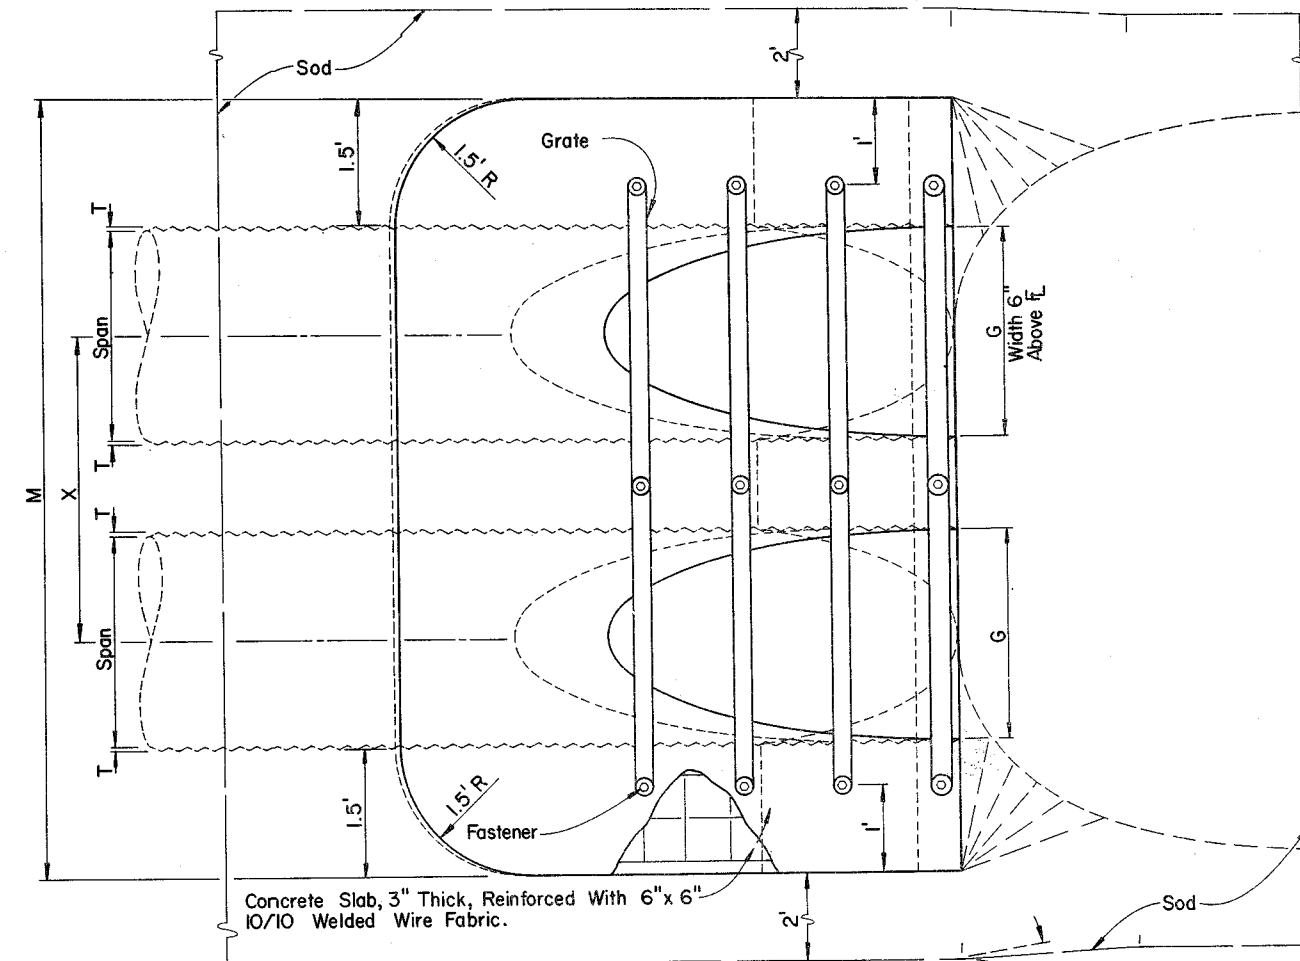 Sod
2'
1.5'
1.5' R
Grate
1'
T
Span
G
Width 6"
Above FL
T
M
X
T
Span
G
T
1.5'
1.5' R
Fastener
1'
Concrete Slab, 3" Thick, Reinforced With 6" x 6"
10/10 Welded Wire Fabric.
2'
Sod